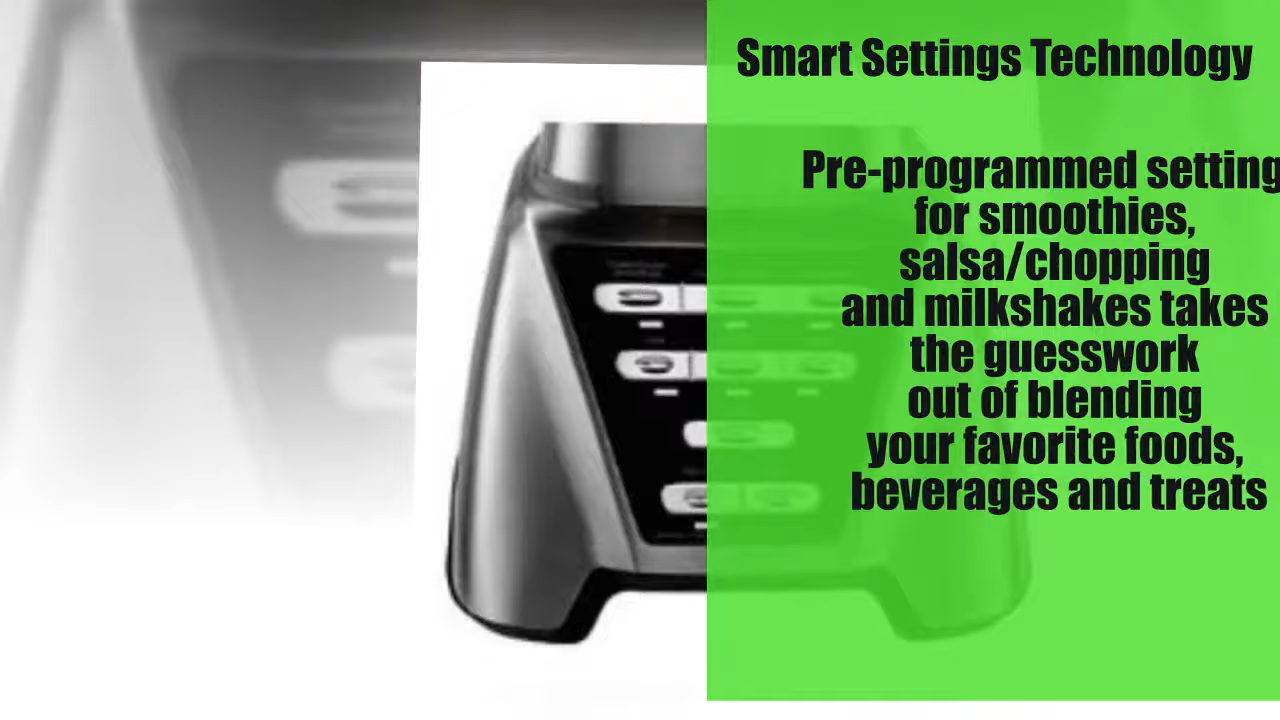 Smart Settings Technology
Pre-programmed setting
for smoothies,
salsa/chopping
and milkshakes takes
the guesswork
out of blending
your favorite foods,
beverages and treats